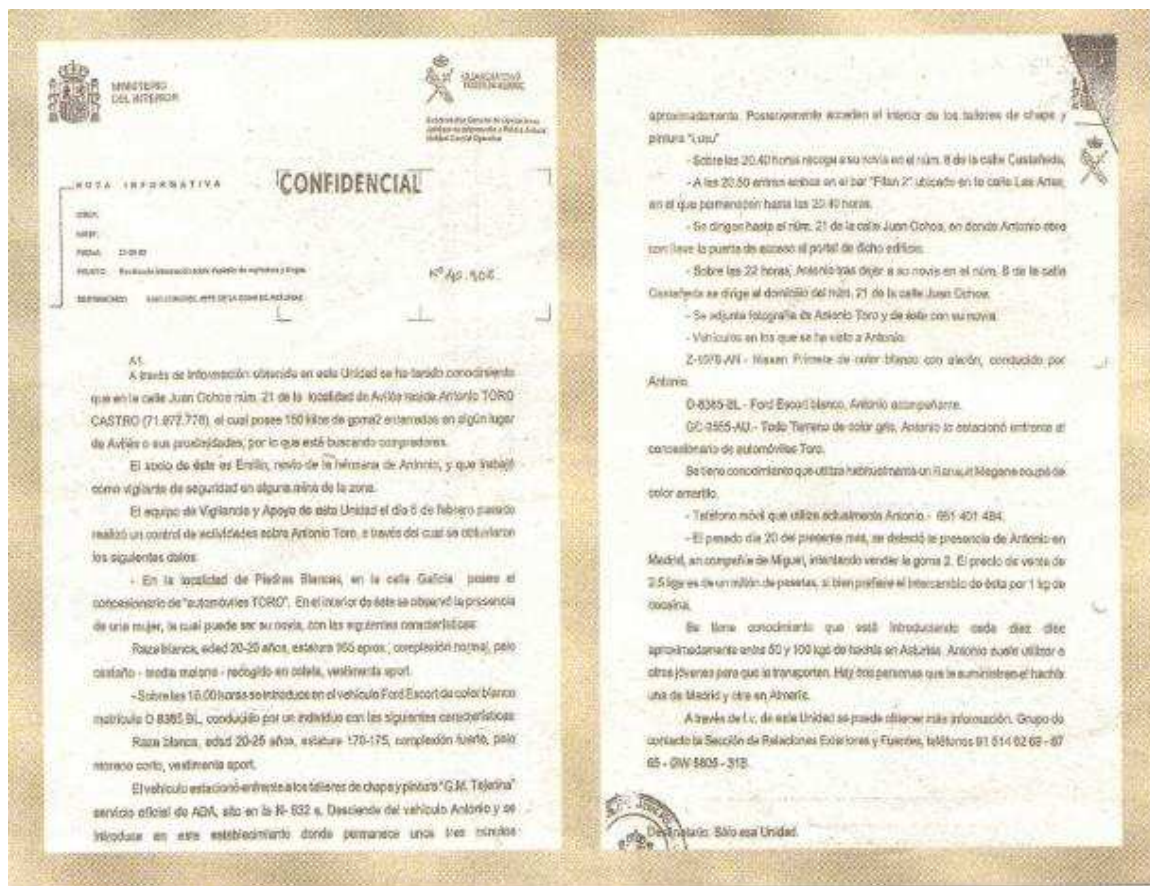 MINISTERIO
DEL INTERIOR
GUARDIA CIVIL
NOTA INFORMATIVA
CONFIDENCIAL
FECHA:
ASUNTO:
DESTINATARIO:
A1.
A través de información obtenida en esta Unidad se ha tenido conocimiento
que en la calle Juan Ochoa núm. 21 de la localidad de Avilés reside Antonio TORO
CASTRO (71.877.778), el cual posee 150 kilos de goma2 enterrados en algún lugar
de Avilés o sus proximidades, por lo que está buscando compradores.
El socio de éste es Emilio, novio de la hermana de Antonio, y que trabajó
como vigilante de seguridad en alguna mina de la zona.
El equipo de Vigilancia y Apoyo de esta Unidad el día 6 de febrero pasado
realizó un control de actividades sobre Antonio Toro, a través del cual se obtuvieron
los siguientes datos:
- En la localidad de Piedras Blancas, en la calle Galicia posee el
concesionario de "automóviles TORO". En el interior de éste se observó la presencia
de una mujer, la cual puede ser su novia, con las siguientes características:
Raza blanca, edad 20-25 años, estatura 165 aprox., complexión normal, pelo
castaño - media melena - recogido en coleta, vestimenta sport.
- Sobre las 18.00 horas se introduce en el vehículo Ford Escort de color blanco
matrícula O 8385 BL, conducido por un individuo con las siguientes características:
Raza blanca, edad 20-25 años, estatura 170-175, complexión fuerte, pelo
moreno corto, vestimenta sport.
El vehículo estacionó enfrente a los talleres de chapa y pintura "G.M. Tejerina"
servicio oficial de ADA, sito en la N- 632 a. Desciende del vehículo Antonio y se
introduce en este establecimiento donde permanece unos tres minutos
aproximadamente. Posteriormente acceden al interior de los talleres de chapa y
pintura
- Sobre las 20.40 horas recoge a su novia en el núm. 8 de la calle Castañeda,
- A las 20.50 entran ambos en el bar ubicado en la calle Las Artes,
en el que permanecen hasta las 20.40 horas.
- Se dirigen hasta el núm. 21 de la calle Juan Ochoa, en donde Antonio abre
con llave la puerta de acceso al portal de dicho edificio.
- Sobre las 22 horas, Antonio tras dejar a su novia en el núm. 8 de la calle
Castañeda se dirige al domicilio del núm. 21 de la calle Juan Ochoa.
- Se adjunta fotografía de Antonio Toro y de éste con su novia.
- Vehículos en los que se ha visto a Antonio:
Nissan Primera de color blanco con alerón, conducido por
Antonio.
O-8385-BL - Ford Escort blanco, Antonio acompañante.
GC-3555-AU.- Todo Terreno de color gris, Antonio lo estacionó enfrente al
concesionario de automóviles Toro.
Se tiene conocimiento que utiliza habitualmente un Renault Megane coupé de
color amarillo.
- Teléfono móvil que utiliza actualmente Antonio.- 651 401 484.
- El pasado día 20 del presente mes, se detectó la presencia de Antonio en
Madrid, en compañía de Miguel, intentando vender la goma 2. El precio de venta de
2.5 kgs es de un millón de pesetas, si bien prefiere el intercambio de ésta por 1 kg de
cocaína.
Se tiene conocimiento que está introduciendo cada diez días
aproximadamente entre 50 y 100 kgs de hachís en Asturias. Antonio suele utilizar a
otros jóvenes para que lo transporten. Hay dos personas que le suministran el hachís
una de Madrid y otra en Almería.
A través de f.v. de esta Unidad se puede obtener más información. Grupo de
contacto la Sección de Relaciones Exteriores y Fuentes, teléfonos 91 514 62 69 - 67
65 - GW 5805 - 318.
Destinatario: Sólo esa Unidad.